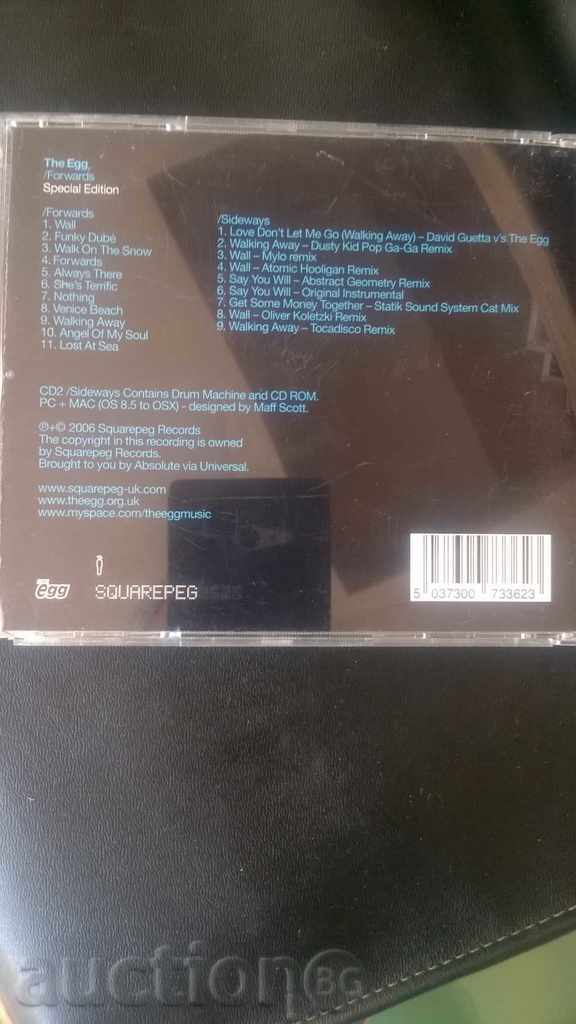 The Egg,
/Forwards
Special Edition
/Forwards
1. Wall
2. Funky Dube
3. Walk On The Snow
4. Forwards
5. Always There
6. She's Terrific
7. Nothing
8. Venice Beach
9. Walking Away
10. Angel Of My Soul
11. Lost At Sea
/Sideways
1. Love Don't Let Me Go (Walking Away) – David Guetta v's The Egg
2. Walking Away – Dusty Kid Pop Ga-Ga Remix
3. Wall – Mylo remix
4. Wall – Atomic Hooligan Remix
5. Say You Will – Abstract Geometry Remix
6. Say You Will – Original Instrumental
7. Get Some Money Together – Statik Sound System Cat Mix
8. Wall – Oliver Koletzki Remix
9. Walking Away – Tocadisco Remix
CD2 /Sideways Contains Drum Machine and CD ROM.
PC + MAC (OS 8.5 to OSX) - designed by Maff Scott.
℗+© 2006 Squarepeg Records
The copyright in this recording is owned
by Squarepeg Records.
Brought to you by Absolute via Universal.
www.squarepeg-uk.com
www.theegg.org.uk
www.myspace.com/theeggmusic
egg
SQUAREPEG
5 037300 733623
auction BG